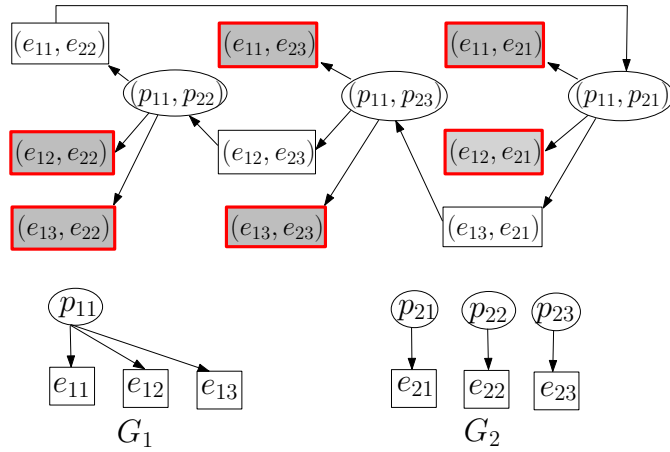 (e₁₁, e₂₂) (e₁₁, e₂₃) (e₁₁, e₂₁)
(p₁₁, p₂₂) (p₁₁, p₂₃) (p₁₁, p₂₁)
(e₁₂, e₂₂) (e₁₂, e₂₃) (e₁₂, e₂₁)
(e₁₃, e₂₂) (e₁₃, e₂₃) (e₁₃, e₂₁)
p₁₁ p₂₁ p₂₂ p₂₃
e₁₁ e₁₂ e₁₃ e₂₁ e₂₂ e₂₃
G₁ G₂